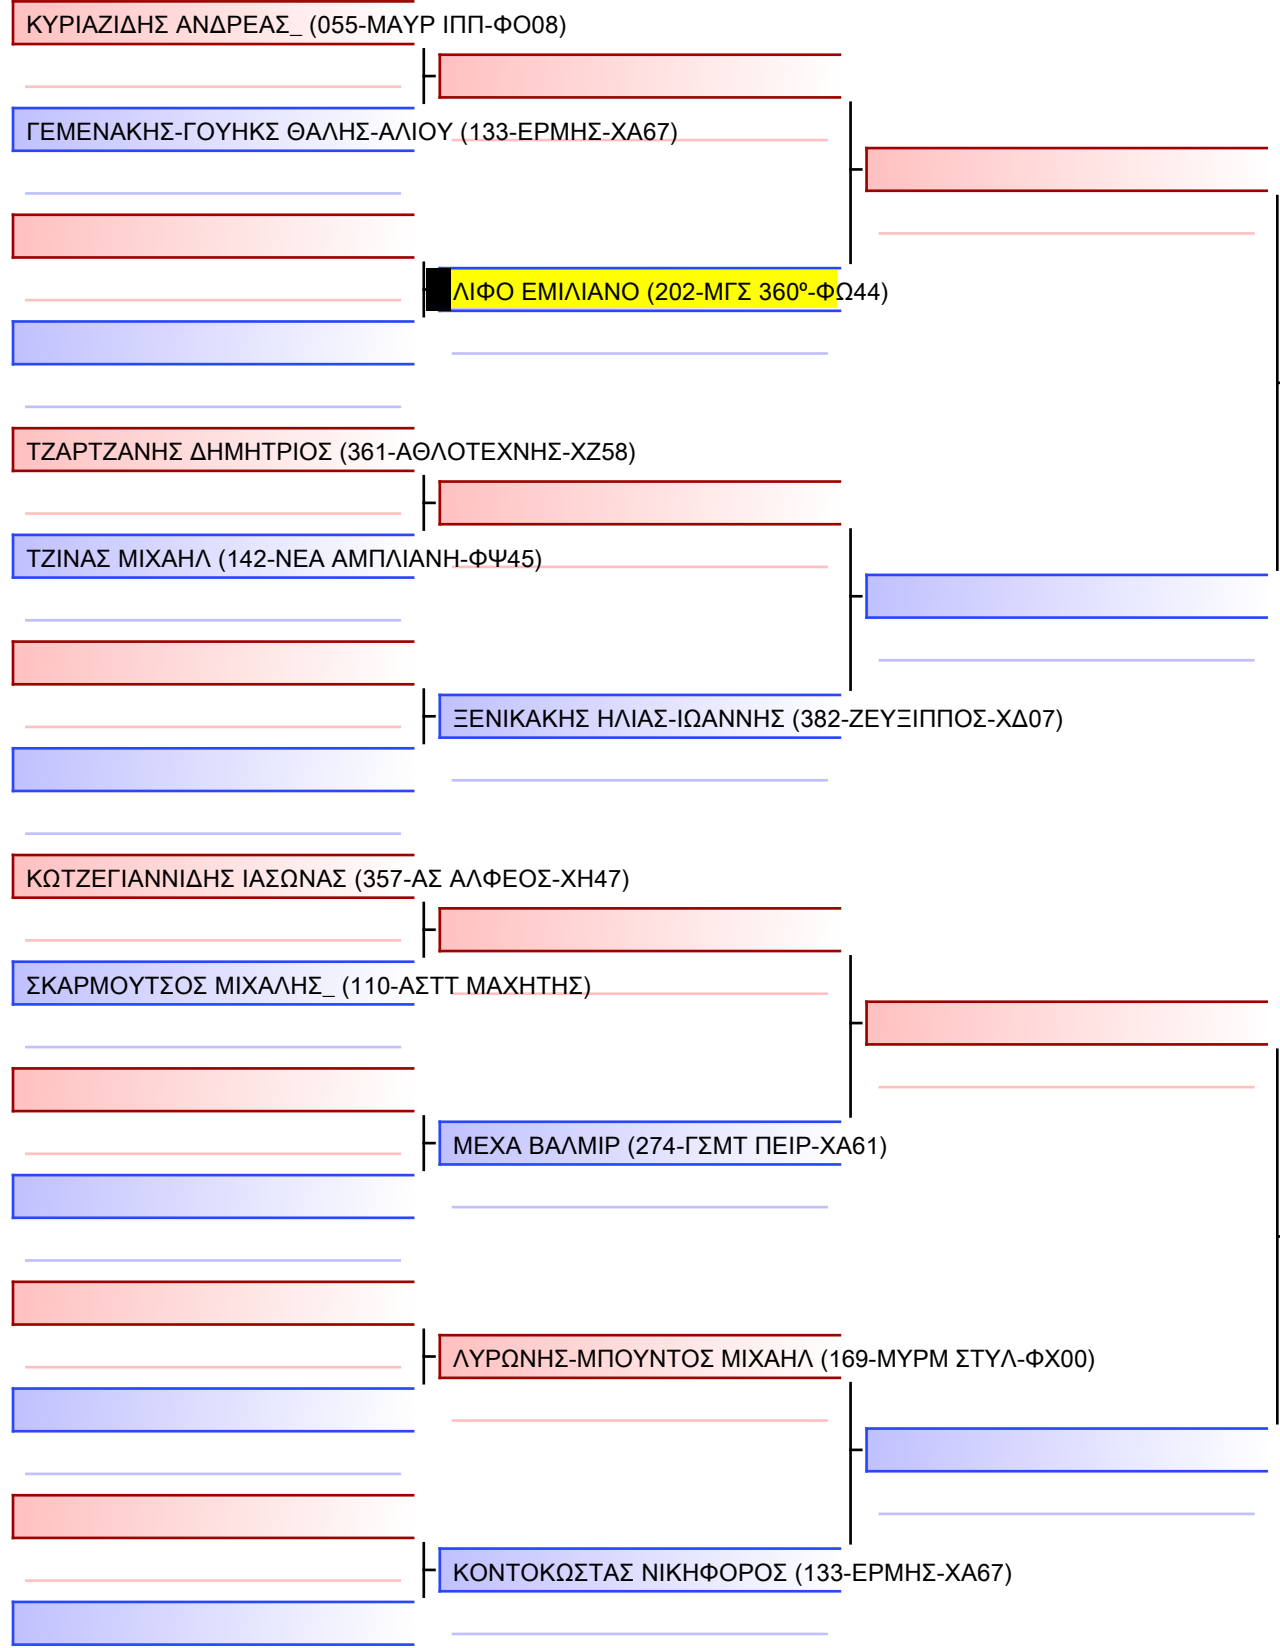 ΚΥΡΙΑΖΙΔΗΣ ΑΝΔΡΕΑΣ_ (055-ΜΑΥΡ ΙΠΠ-ΦΟ08)
ΓΕΜΕΝΑΚΗΣ-ΓΟΥΗΚΣ ΘΑΛΗΣ-ΑΛΙΟΥ (133-ΕΡΜΗΣ-ΧΑ67)
ΛΙΦΟ ΕΜΙΛΙΑΝΟ (202-ΜΓΣ 360º-ΦΩ44)
ΤΖΑΡΤΖΑΝΗΣ ΔΗΜΗΤΡΙΟΣ (361-ΑΘΛΟΤΕΧΝΗΣ-ΧΖ58)
ΤΖΙΝΑΣ ΜΙΧΑΗΛ (142-ΝΕΑ ΑΜΠΛΙΑΝΗ-ΦΨ45)
ΞΕΝΙΚΑΚΗΣ ΗΛΙΑΣ-ΙΩΑΝΝΗΣ (382-ΖΕΥΞΙΠΠΟΣ-ΧΔ07)
ΚΩΤΖΕΓΙΑΝΝΙΔΗΣ ΙΑΣΩΝΑΣ (357-ΑΣ ΑΛΦΕΟΣ-ΧΗ47)
ΣΚΑΡΜΟΥΤΣΟΣ ΜΙΧΑΛΗΣ_ (110-ΑΣΤΤ ΜΑΧΗΤΗΣ)
ΜΕΧΑ ΒΑΛΜΙΡ (274-ΓΣΜΤ ΠΕΙΡ-ΧΑ61)
ΛΥΡΩΝΗΣ-ΜΠΟΥΝΤΟΣ ΜΙΧΑΗΛ (169-ΜΥΡΜ ΣΤΥΛ-ΦΧ00)
ΚΟΝΤΟΚΩΣΤΑΣ ΝΙΚΗΦΟΡΟΣ (133-ΕΡΜΗΣ-ΧΑ67)